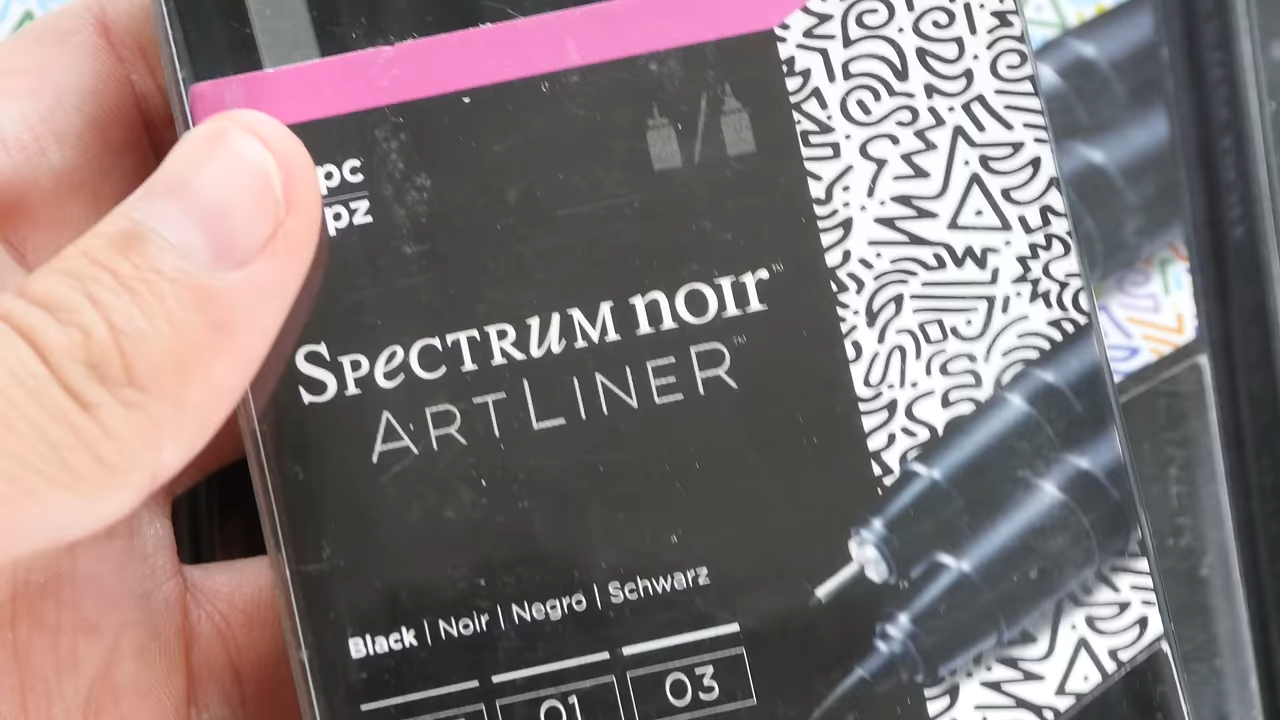 pc
pz
SPECTRUM noir™
ARTLINER™
Black | Noir | Negro | Schwarz
01 03